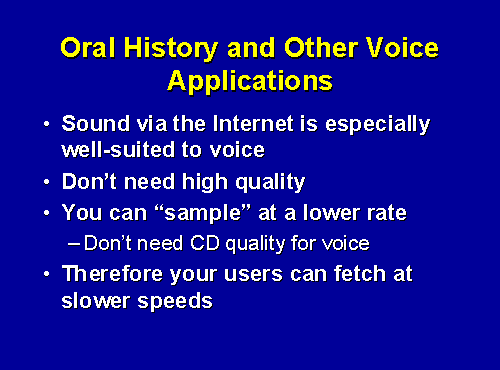 Oral History and Other Voice
Applications
• Sound via the Internet is especially
well-suited to voice
• Don’t need high quality
• You can “sample” at a lower rate
– Don’t need CD quality for voice
• Therefore your users can fetch at
slower speeds